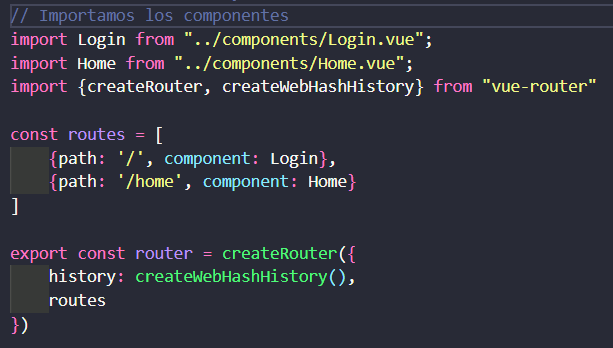 // Importamos los componentes
import Login from "../components/Login.vue";
import Home from "../components/Home.vue";
import {createRouter, createWebHashHistory} from "vue-router"
const routes = [
    {path: '/', component: Login},
    {path: '/home', component: Home}
]
export const router = createRouter({
    history: createWebHashHistory(),
    routes
})